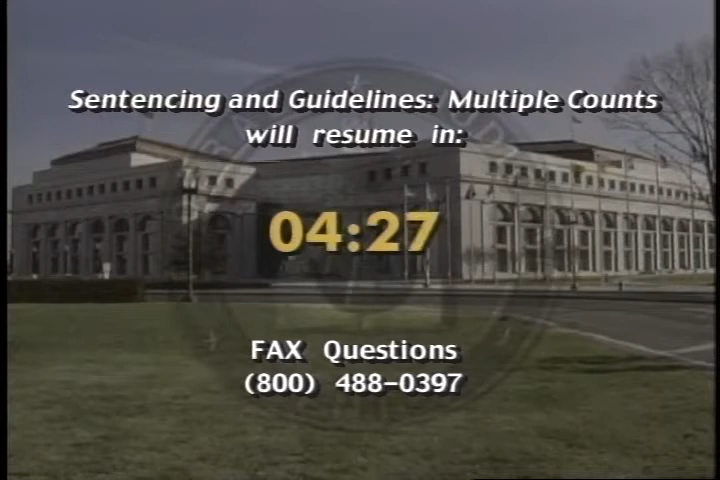 Sentencing and Guidelines: Multiple Counts
will resume in:
04:27
FAX Questions
(800) 488-0397